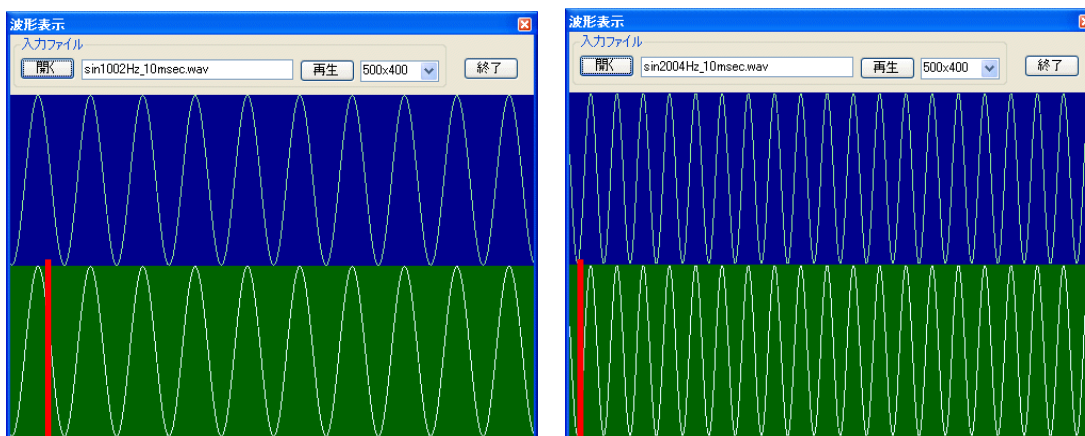 波形表示
入力ファイル
開く sin1002Hz_10msec.wav 再生 500x400 終了
波形表示
入力ファイル
開く sin2004Hz_10msec.wav 再生 500x400 終了